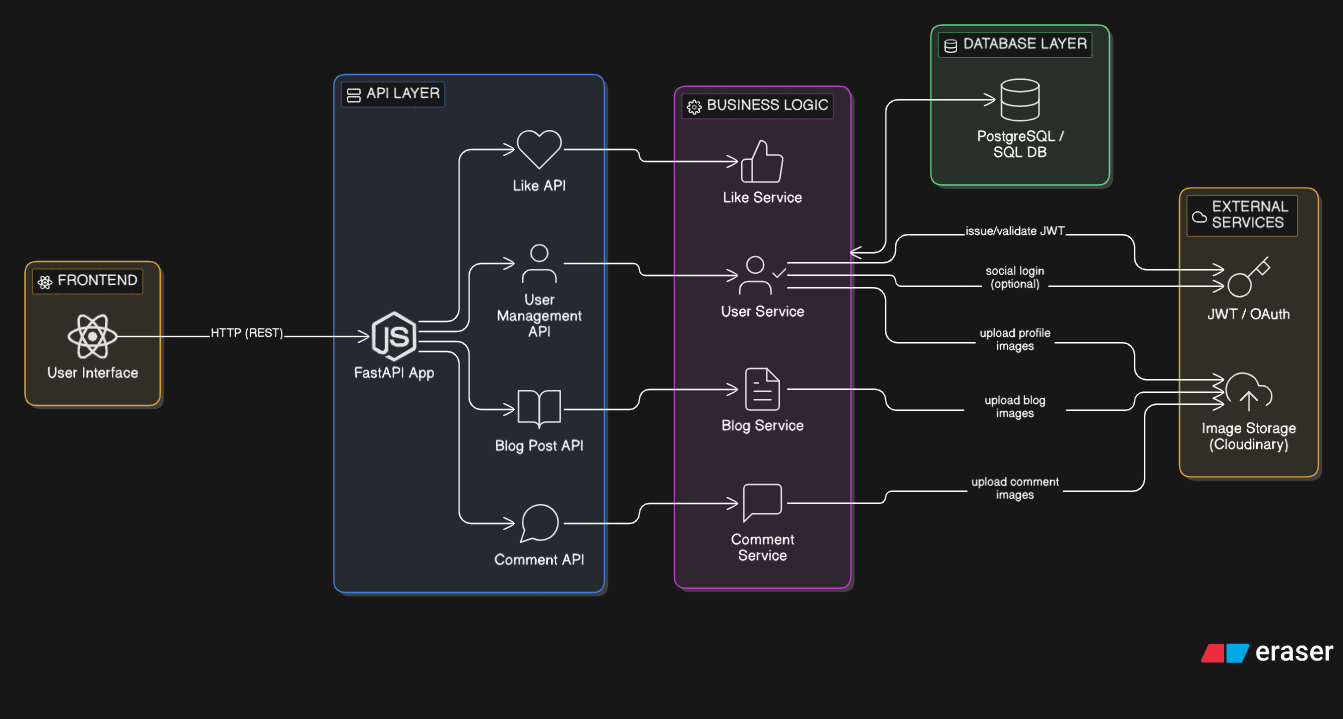 FRONTEND
User Interface
HTTP (REST)
API LAYER
JS
FastAPI App
Like API
User
Management
API
Blog Post API
Comment API
BUSINESS LOGIC
Like Service
User Service
Blog Service
Comment
Service
DATABASE LAYER
PostgreSQL /
SQL DB
issue/validate JWT
social login
(optional)
upload profile
images
upload blog
images
upload comment
images
EXTERNAL
SERVICES
JWT / OAuth
Image Storage
(Cloudinary)
eraser